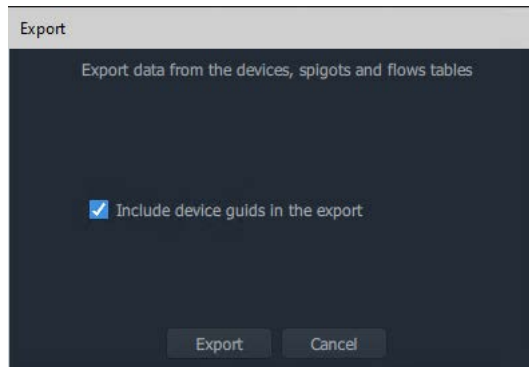 Export
Export data from the devices, spigots and flows tables
Include device guids in the export
Export
Cancel